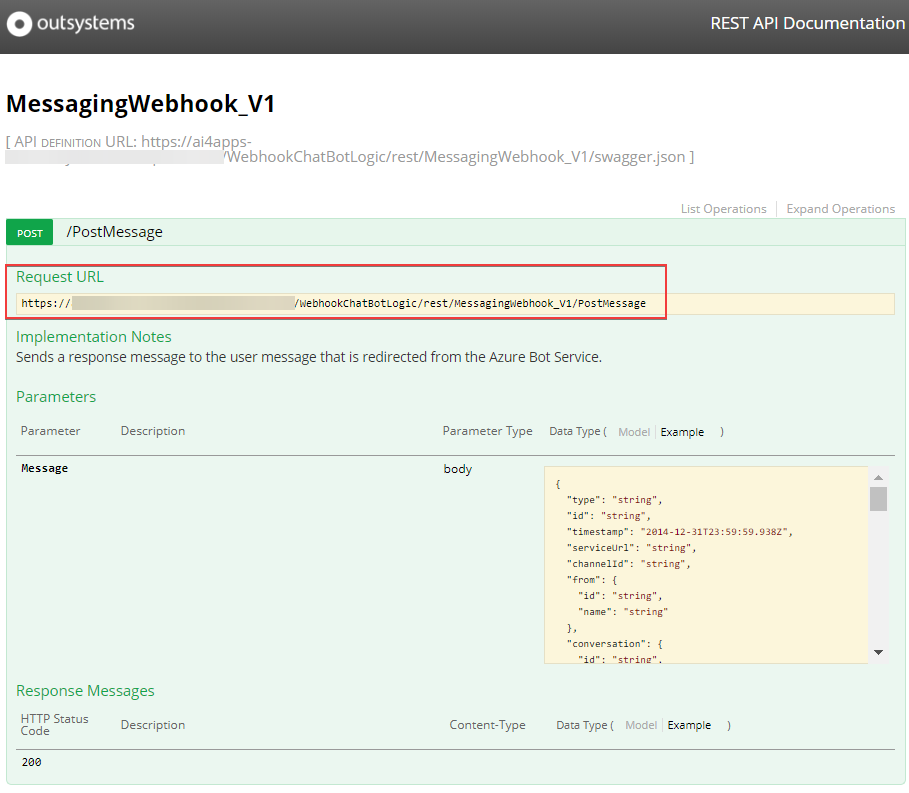 outsystems
REST API Documentation
MessagingWebhook_V1
[ API DEFINITION URL: https://ai4apps-
/WebhookChatBotLogic/rest/MessagingWebhook_V1/swagger.json ]
List Operations
Expand Operations
POST /PostMessage
Request URL
https:// /WebhookChatBotLogic/rest/MessagingWebhook_V1/PostMessage
Implementation Notes
Sends a response message to the user message that is redirected from the Azure Bot Service.
Parameters
Parameter Description Parameter Type Data Type ( Model Example )
Message body
{
"type": "string",
"id": "string",
"timestamp": "2014-12-31T23:59:59.938Z",
"serviceUrl": "string",
"channelId": "string",
"from": {
"id": "string",
"name": "string"
},
"conversation": {
"id": "string",
Response Messages
HTTP Status
Code
Description Content-Type Data Type ( Model Example )
200